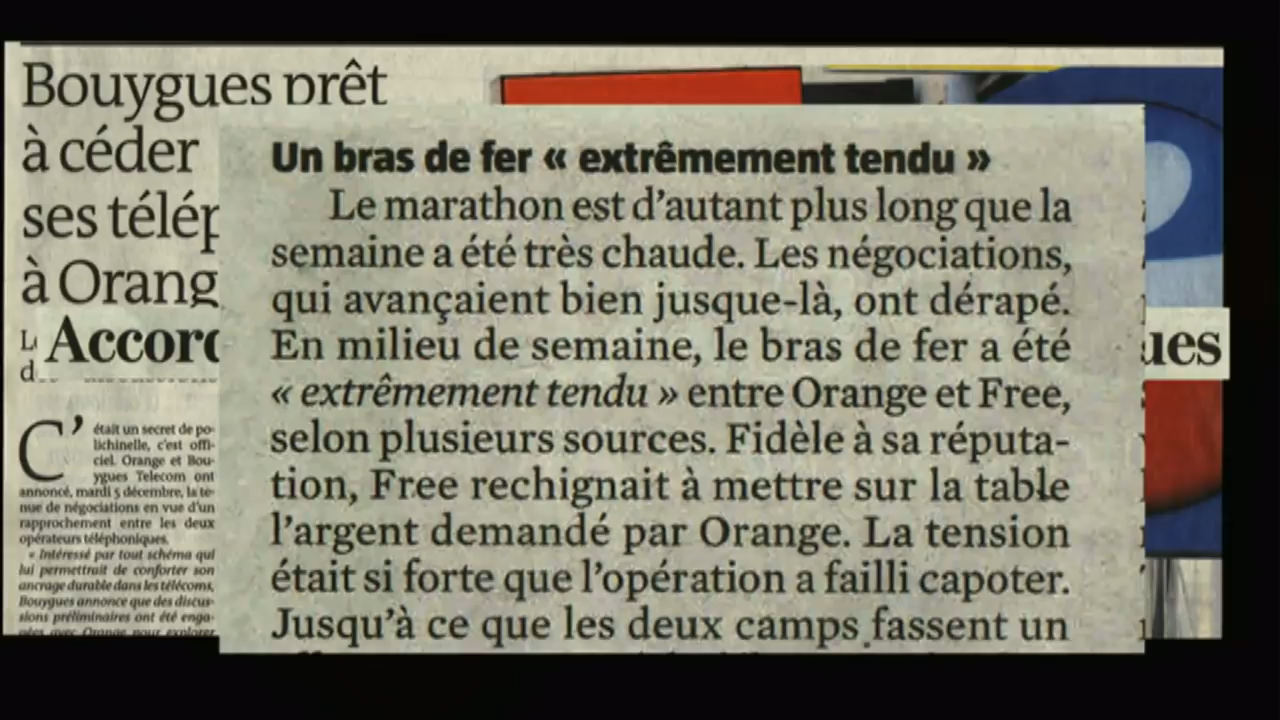 Bouygues prêt
à céder
ses télép
à Orang
Accord
ues
C'était un secret de po-
lichinelle, c'est offi-
ciel. Orange et Bou-
ygues Telecom ont
annoncé, mardi 5 décembre, la te-
nue de négociations en vue d'un
rapprochement entre les deux
opérateurs téléphoniques.
« Intéressé par tout schéma qui
lui permettrait de conforter son
ancrage durable dans les télécoms,
Bouygues annonce que des discus-
sions préliminaires ont été enga-
gées avec Orange pour explorer
Un bras de fer « extrêmement tendu »
Le marathon est d'autant plus long que la
semaine a été très chaude. Les négociations,
qui avançaient bien jusque-là, ont dérapé.
En milieu de semaine, le bras de fer a été
« extrêmement tendu » entre Orange et Free,
selon plusieurs sources. Fidèle à sa réputa-
tion, Free rechignait à mettre sur la table
l'argent demandé par Orange. La tension
était si forte que l'opération a failli capoter.
Jusqu'à ce que les deux camps fassent un